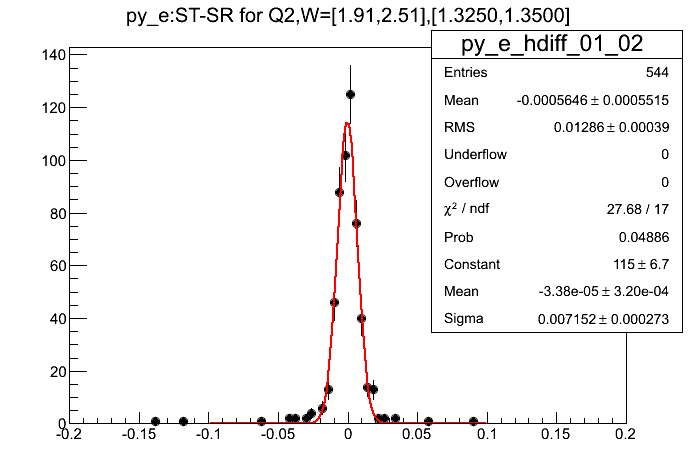 py_e:ST-SR for Q2,W=[1.91,2.51],[1.3250,1.3500]
py_e_hdiff_01_02
Entries 544
Mean -0.0005646 ± 0.0005515
RMS 0.01286 ± 0.00039
Underflow 0
Overflow 0
χ² / ndf 27.68 / 17
Prob 0.04886
Constant 115 ± 6.7
Mean -3.38e-05 ± 3.20e-04
Sigma 0.007152 ± 0.000273
140
120
100
80
60
40
20
0
-0.2 -0.15 -0.1 -0.05 0 0.05 0.1 0.15 0.2